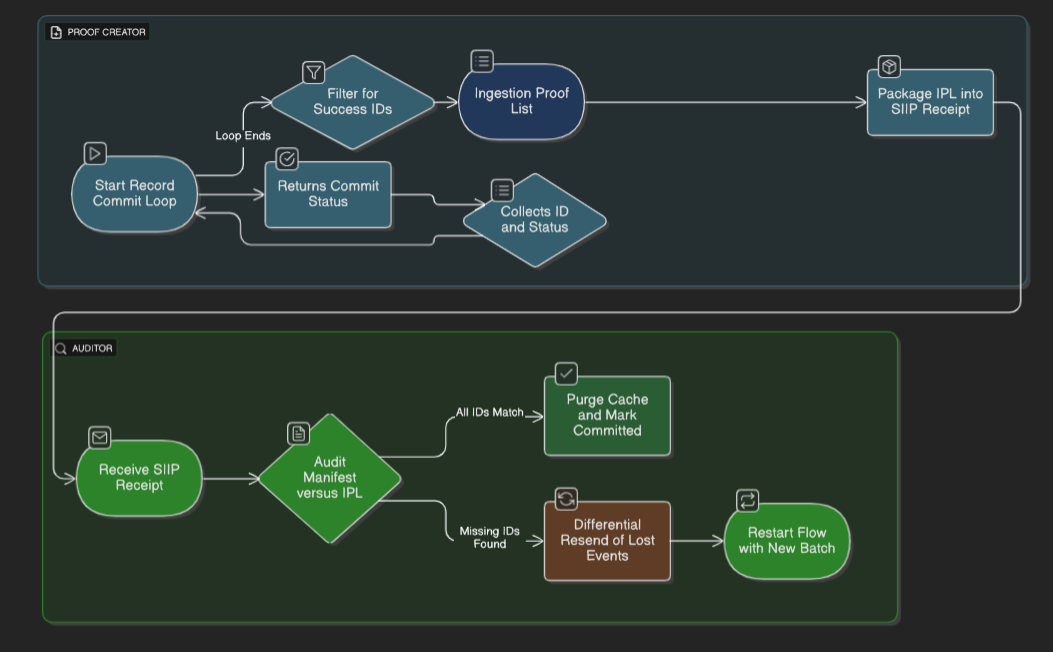 PROOF CREATOR
Filter for
Success IDs
Ingestion Proof
List
Package IPL into
SIIP Receipt
Loop Ends
Start Record
Commit Loop
Returns Commit
Status
Collects ID
and Status
AUDITOR
Receive SIIP
Receipt
Audit
Manifest
versus IPL
All IDs Match
Purge Cache
and Mark
Committed
Missing IDs
Found
Differential
Resend of Lost
Events
Restart Flow
with New Batch